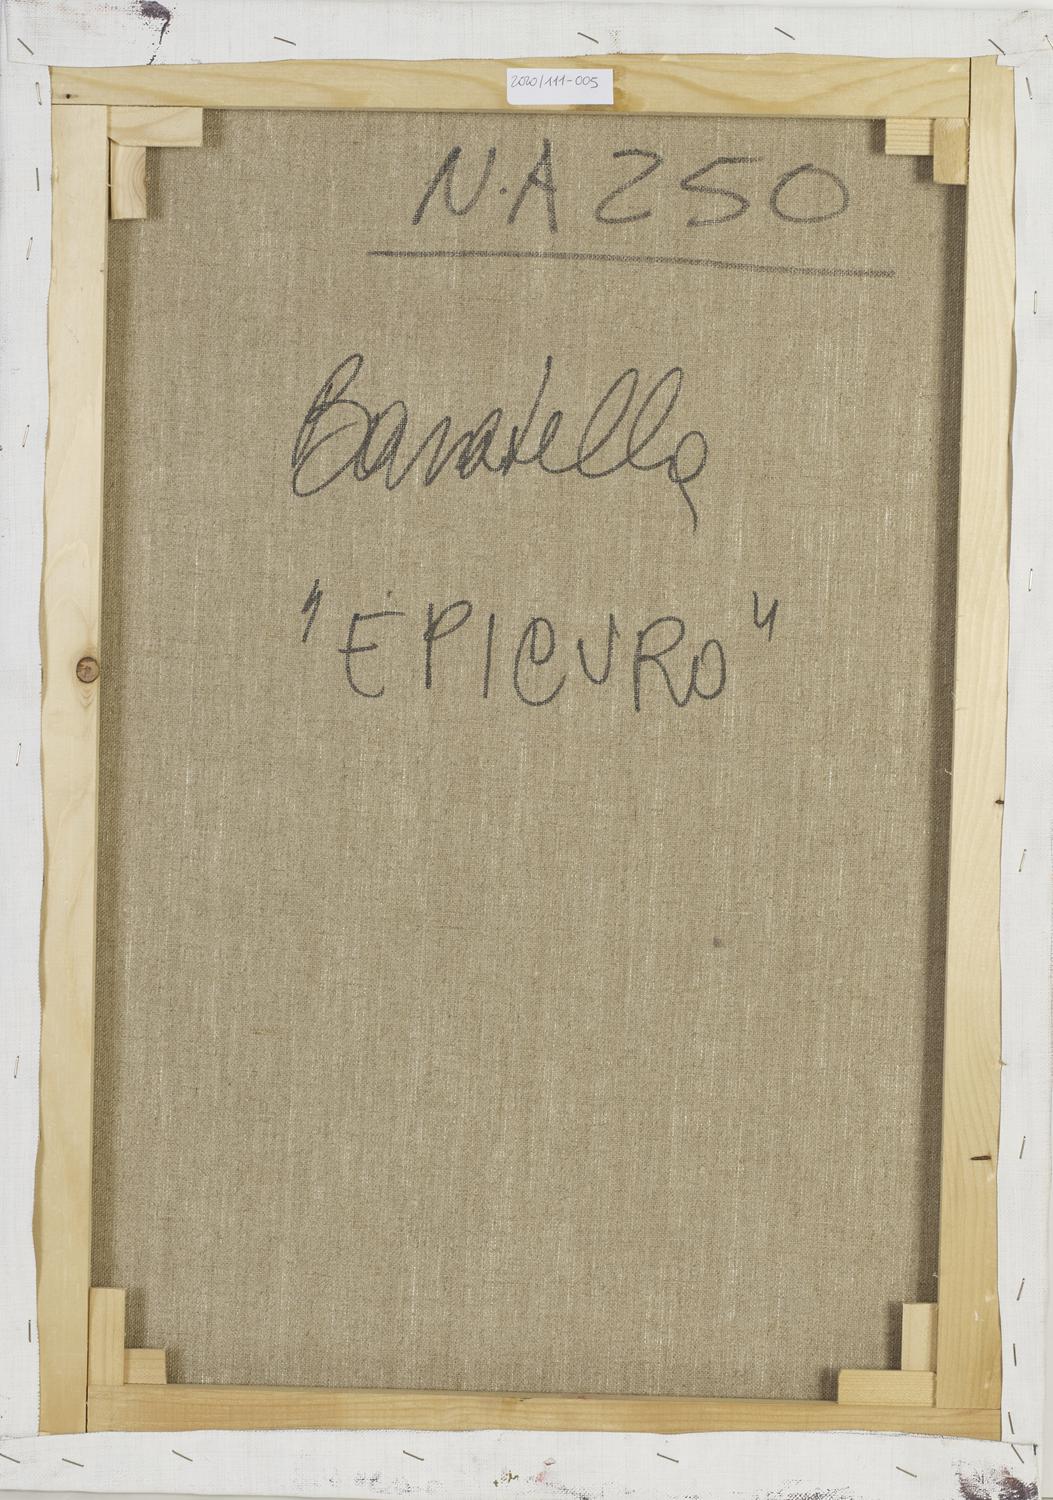 2020/111-005
N.A 250
Baratella
"EPICURO"